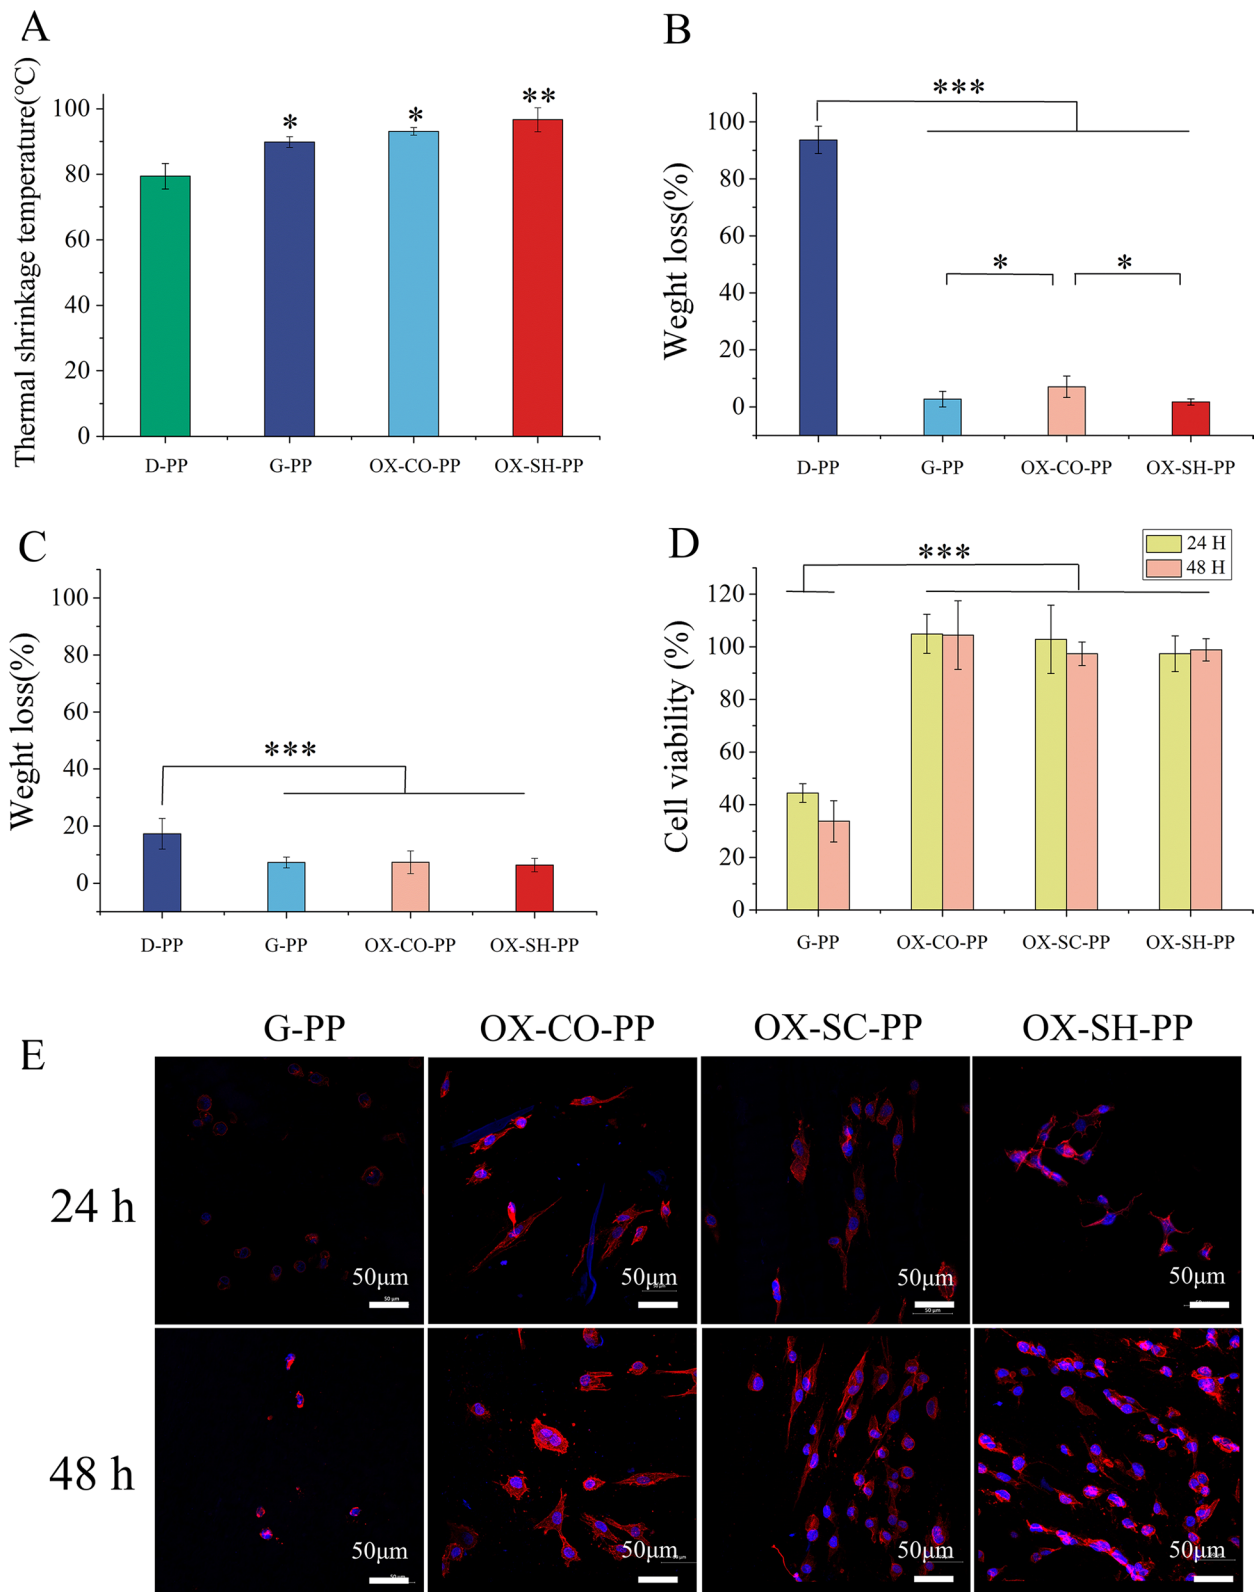 A
Thermal shrinkage temperature(℃)
100
80
60
40
20
0
* * **
D-PP G-PP OX-CO-PP OX-SH-PP
B
Weght loss(%)
100
80
60
40
20
0
***
* *
D-PP G-PP OX-CO-PP OX-SH-PP
C
Weght loss(%)
100
80
60
40
20
0
***
D-PP G-PP OX-CO-PP OX-SH-PP
D
24 H
48 H
Cell viability (%)
120
100
80
60
40
20
0
***
G-PP OX-CO-PP OX-SC-PP OX-SH-PP
E
G-PP OX-CO-PP OX-SC-PP OX-SH-PP
24 h
50μm 50μm 50μm 50μm
50 μm
50 μm
48 h
50μm 50μm 50μm 50μm